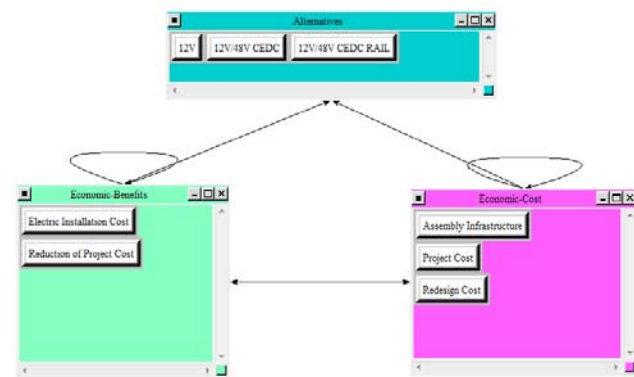 Alternatives
12V 12V/48V CEDC 12V/48V CEDC RAIL
Economic-Benefits
Electric Installation Cost
Reduction of Project Cost
Economic-Cost
Assembly Infrastructure
Project Cost
Redesign Cost